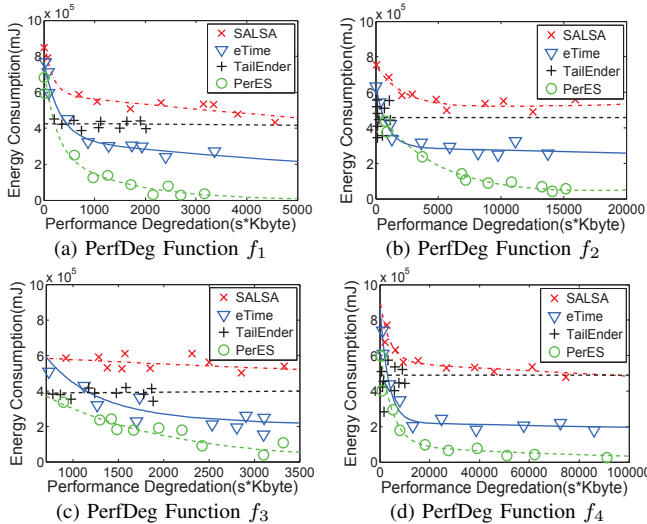 x 10^5
Energy Consumption(mJ)
8
6
4
2
0
SALSA
eTime
TailEnder
PerES
0 1000 2000 3000 4000 5000
Performance Degredation(s*Kbyte)
(a) PerfDeg Function f1
x 10^5
Energy Consumption(mJ)
8
6
4
2
0
SALSA
eTime
TailEnder
PerES
0 5000 10000 15000 20000
Performance Degredation(s*Kbyte)
(b) PerfDeg Function f2
x 10^5
Energy Consumption(mJ)
8
6
4
2
0
SALSA
eTime
TailEnder
PerES
1000 1500 2000 2500 3000 3500
Performance Degredation(s*Kbyte)
(c) PerfDeg Function f3
x 10^5
Energy Consumption(mJ)
8
6
4
2
0
SALSA
eTime
TailEnder
PerES
0 20000 40000 60000 80000 100000
Performance Degredation(s*Kbyte)
(d) PerfDeg Function f4